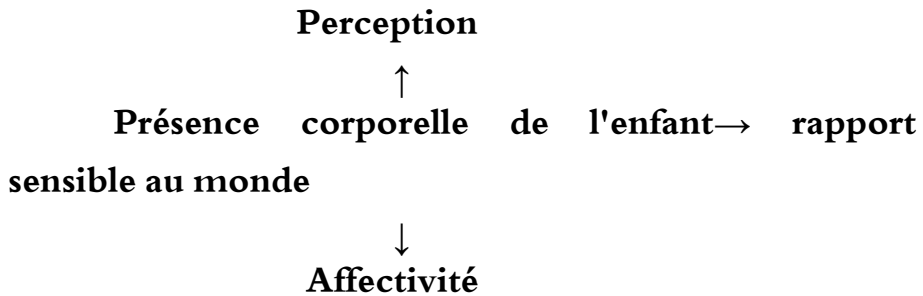 Perception
↑
Présence corporelle de l'enfant→ rapport
sensible au monde
↓
Affectivité